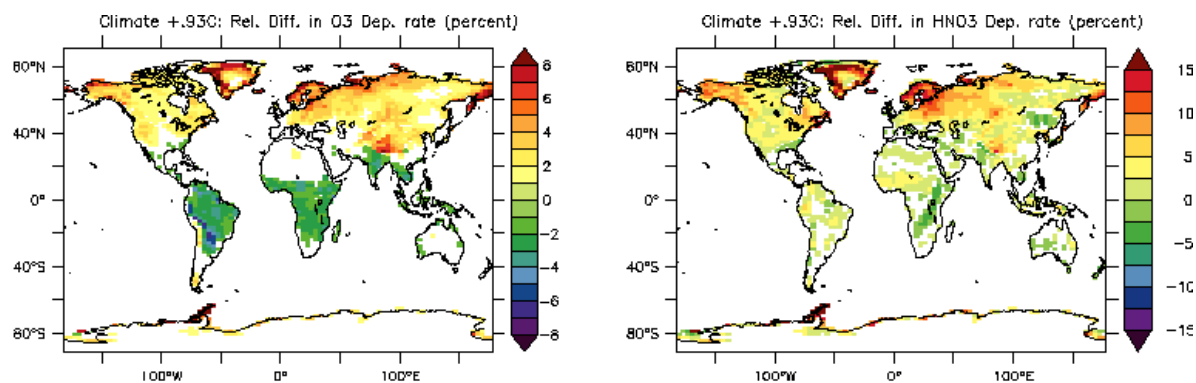 Climate +.93C: Rel. Diff. in O3 Dep. rate (percent)
80°N
40°N
0°
40°S
80°S
100°W 0° 100°E
8
6
4
2
0
−2
−4
−6
−8
Climate +.93C: Rel. Diff. in HNO3 Dep. rate (percent)
80°N
40°N
0°
40°S
80°S
100°W 0° 100°E
15
10
5
0
−5
−10
−15